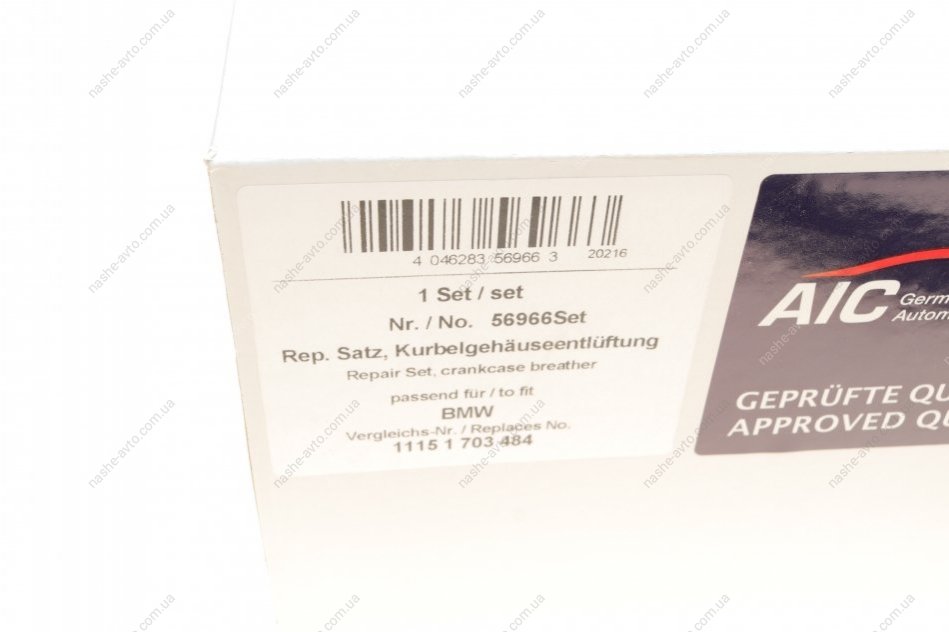 4 046283 56966 3 20216
1 Set / set
Nr. / No. 56966Set
Rep. Satz, Kurbelgehäuseentlüftung
Repair Set, crankcase breather
passend für / to fit
BMW
Vergleichs-Nr. / Replaces No.
1115 1 703 484
AIC
Germ
Autom
GEPRÜFTE QU
APPROVED QU
nashe-avto.com.ua